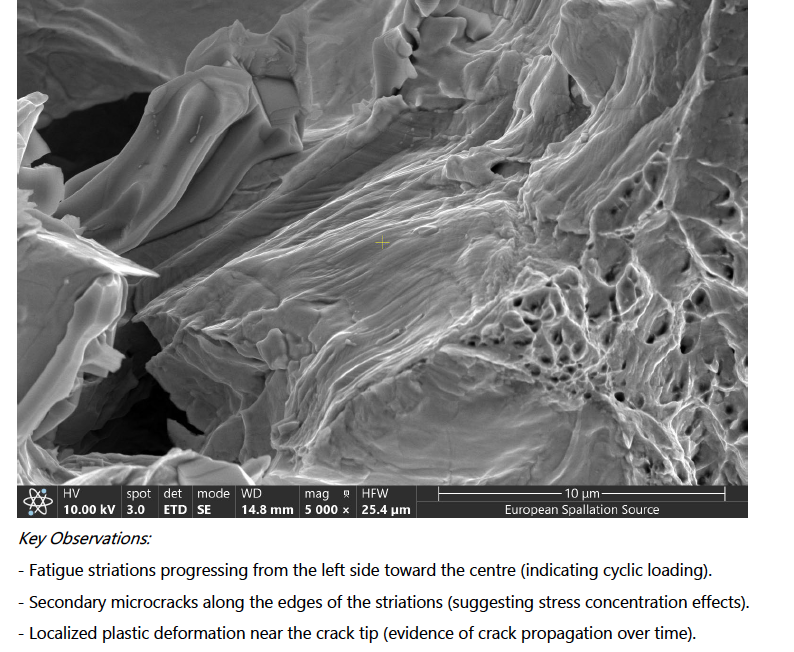 HV spot det mode WD mag HFW 10 µm
10.00 kV 3.0 ETD SE 14.8 mm 5 000 x 25.4 µm European Spallation Source
Key Observations:
- Fatigue striations progressing from the left side toward the centre (indicating cyclic loading).
- Secondary microcracks along the edges of the striations (suggesting stress concentration effects).
- Localized plastic deformation near the crack tip (evidence of crack propagation over time).